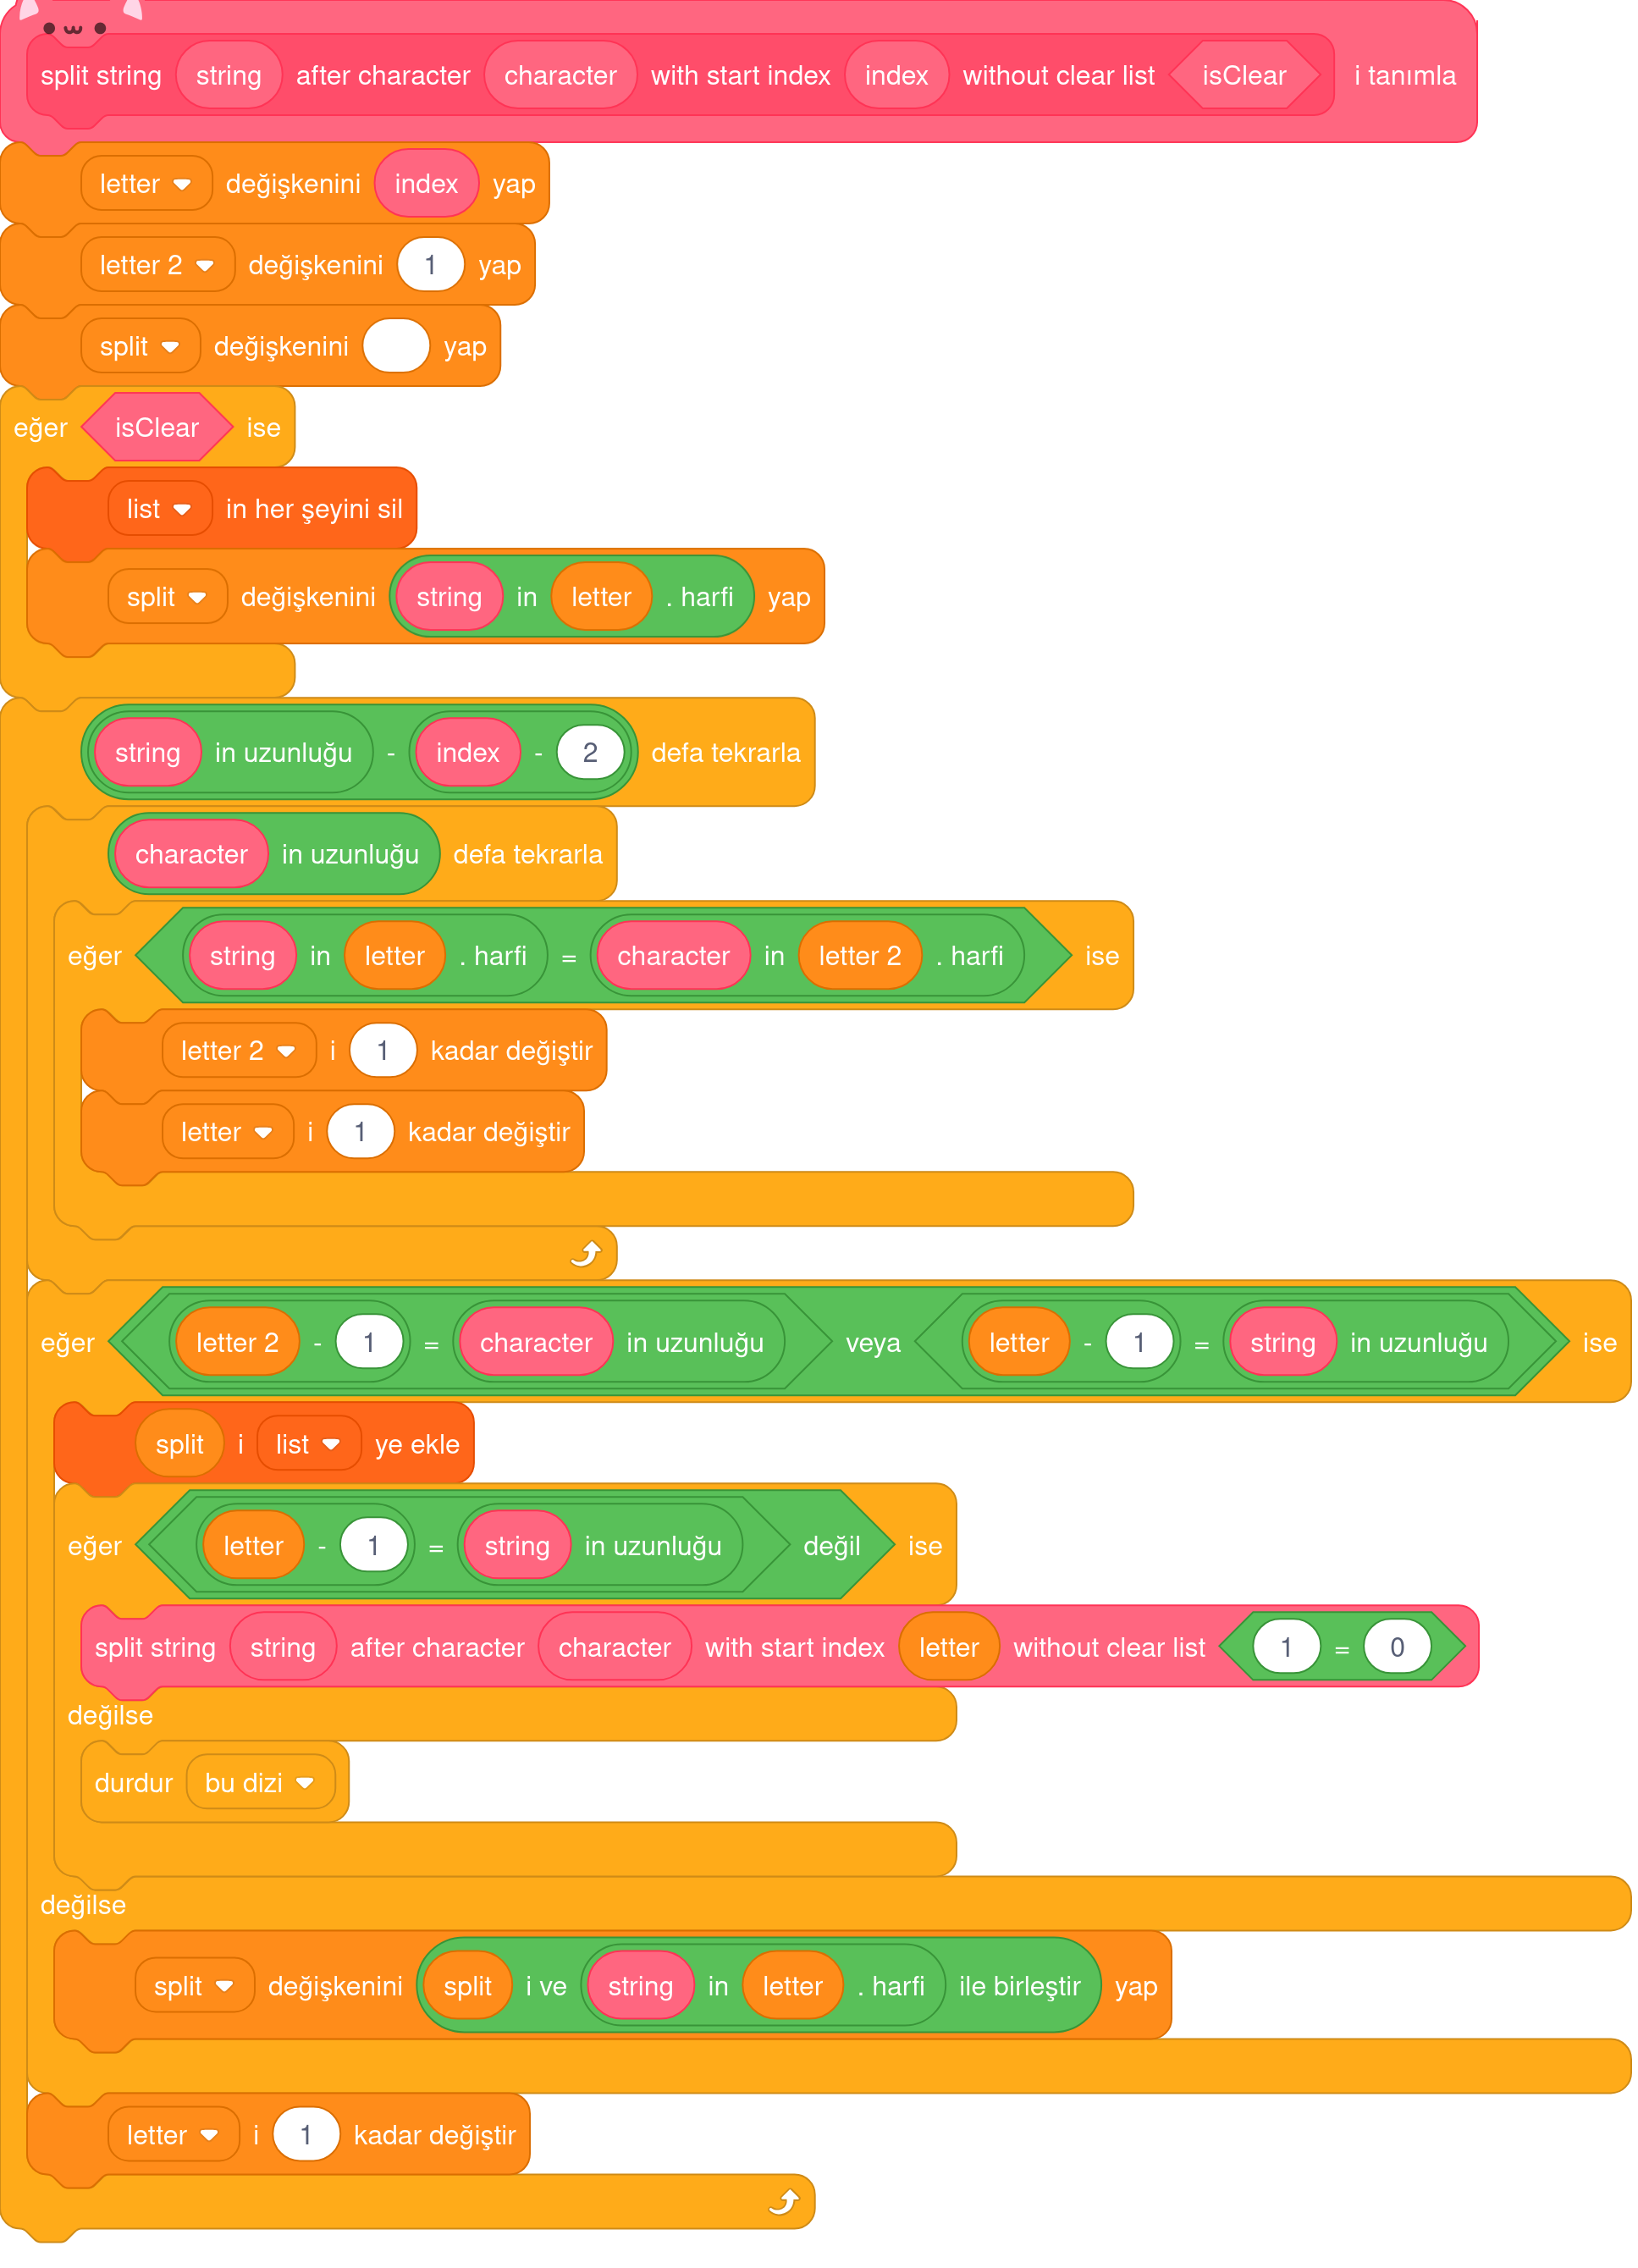 split string string after character character with start index index without clear list isClear i tanımla
letter değişkenini index yap
letter 2 değişkenini 1 yap
split değişkenini yap
eğer isClear ise
list in her şeyini sil
split değişkenini string in letter . harfi yap
string in uzunluğu - index - 2 defa tekrarla
character in uzunluğu defa tekrarla
eğer string in letter . harfi = character in letter 2 . harfi ise
letter 2 i 1 kadar değiştir
letter i 1 kadar değiştir
eğer letter 2 - 1 = character in uzunluğu veya letter - 1 = string in uzunluğu ise
split i list ye ekle
eğer letter - 1 = string in uzunluğu değil ise
split string string after character character with start index letter without clear list 1 = 0
değilse
durdur bu dizi
değilse
split değişkenini split i ve string in letter . harfi ile birleştir yap
letter i 1 kadar değiştir